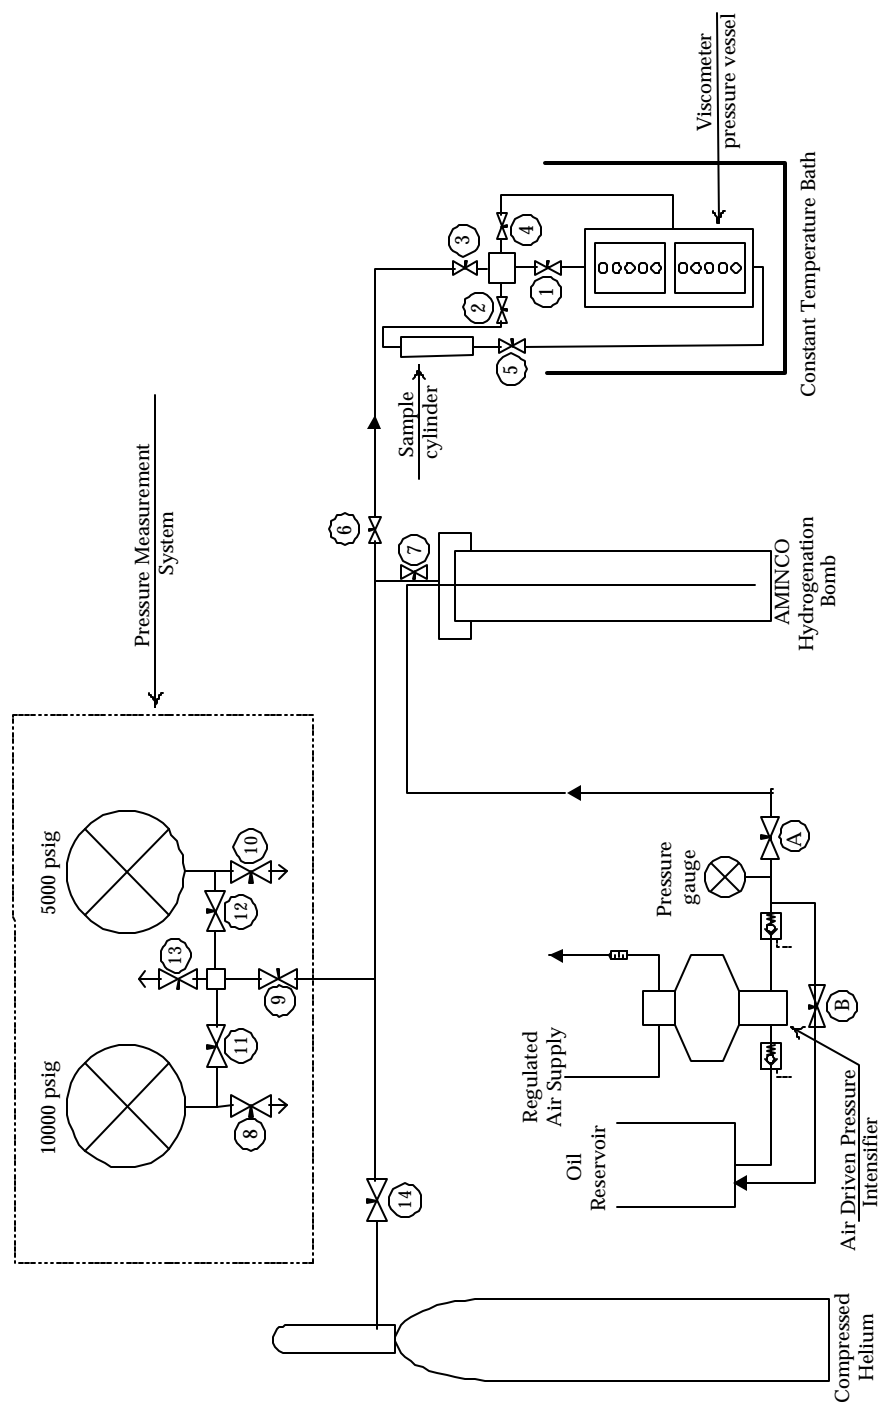 Pressure Measurement
System
10000 psig
5000 psig
8
11
9
13
12
10
14
6
7
3
2
4
1
5
Sample
cylinder
Viscometer
pressure vessel
Constant Temperature Bath
AMINCO
Hydrogenation
Bomb
Pressure
gauge
A
B
Regulated
Air Supply
Oil
Reservoir
Air Driven Pressure
Intensifier
Compressed
Helium